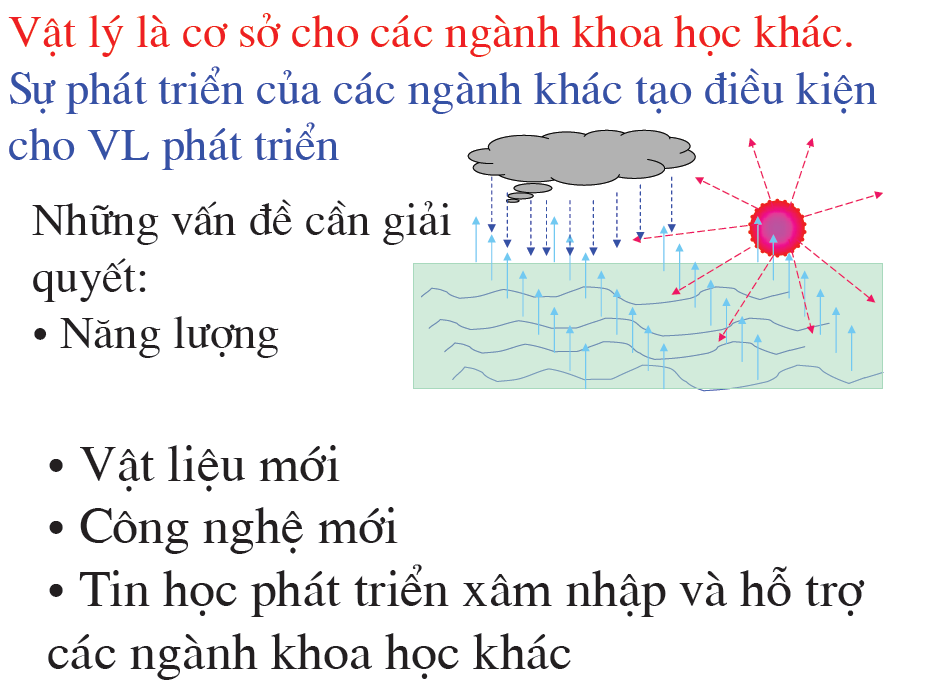 Vật lý là cơ sở cho các ngành khoa học khác.
Sự phát triển của các ngành khác tạo điều kiện
cho VL phát triển
Những vấn đề cần giải
quyết:
• Năng lượng
• Vật liệu mới
• Công nghệ mới
• Tin học phát triển xâm nhập và hỗ trợ
các ngành khoa học khác